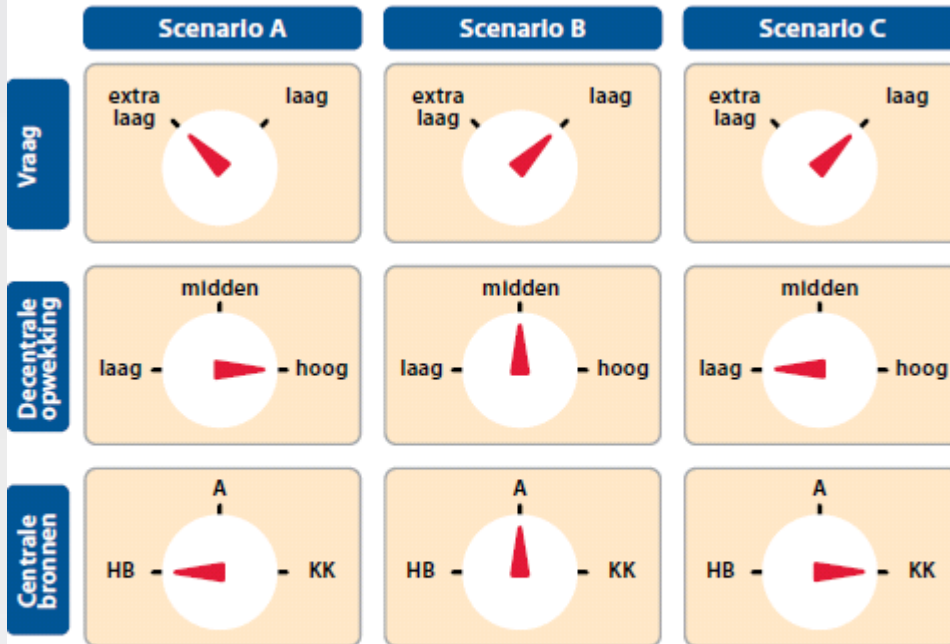 Scenario A
Scenario B
Scenario C
Vraag
extra
laag
laag
extra
laag
laag
extra
laag
laag
Decentrale
opwekking
midden
laag
hoog
midden
laag
hoog
midden
laag
hoog
Centrale
bronnen
A
HB
KK
A
HB
KK
A
HB
KK